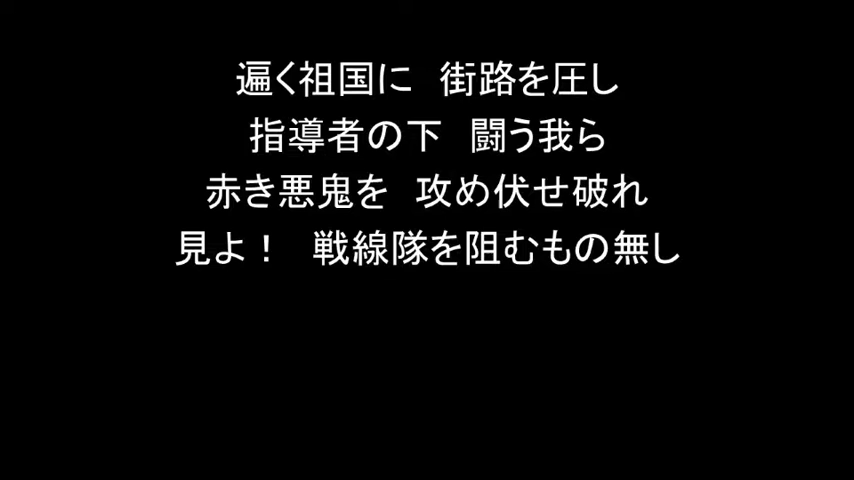 遍く祖国に　街路を圧し
指導者の下　闘う我ら
赤き悪鬼を　攻め伏せ破れ
見よ！　戦線隊を阻むもの無し